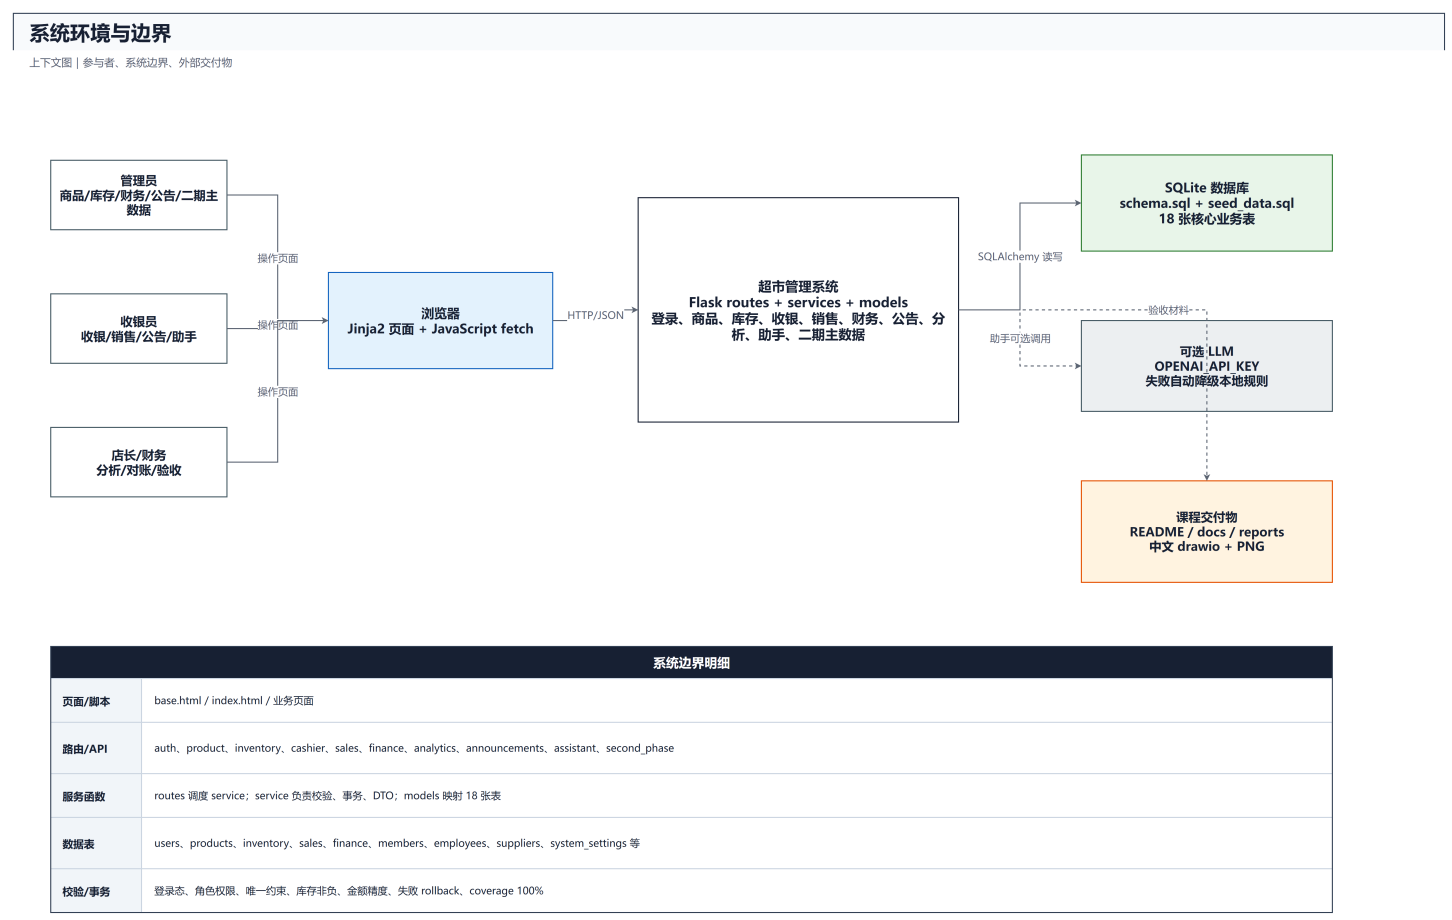 系统环境与边界
上下文图 | 参与者、系统边界、外部交付物
管理员
商品/库存/财务/公告/二期主
数据
收银员
收银/销售/公告/助手
店长/财务
分析/对账/验收
操作页面
操作页面
操作页面
浏览器
Jinja2 页面 + JavaScript fetch
HTTP/JSON
超市管理系统
Flask routes + services + models
登录、商品、库存、收银、销售、财务、公告、分
析、助手、二期主数据
SQLAlchemy 读写
助手可选调用
验收材料
SQLite 数据库
schema.sql + seed_data.sql
18 张核心业务表
可选 LLM
OPENAI_API_KEY
失败自动降级本地规则
课程交付物
README / docs / reports
中文 drawio + PNG
系统边界明细
页面/脚本
base.html / index.html / 业务页面
路由/API
auth、product、inventory、cashier、sales、finance、analytics、announcements、assistant、second_phase
服务函数
routes 调度 service；service 负责校验、事务、DTO；models 映射 18 张表
数据表
users、products、inventory、sales、finance、members、employees、suppliers、system_settings 等
校验/事务
登录态、角色权限、唯一约束、库存非负、金额精度、失败 rollback、coverage 100%